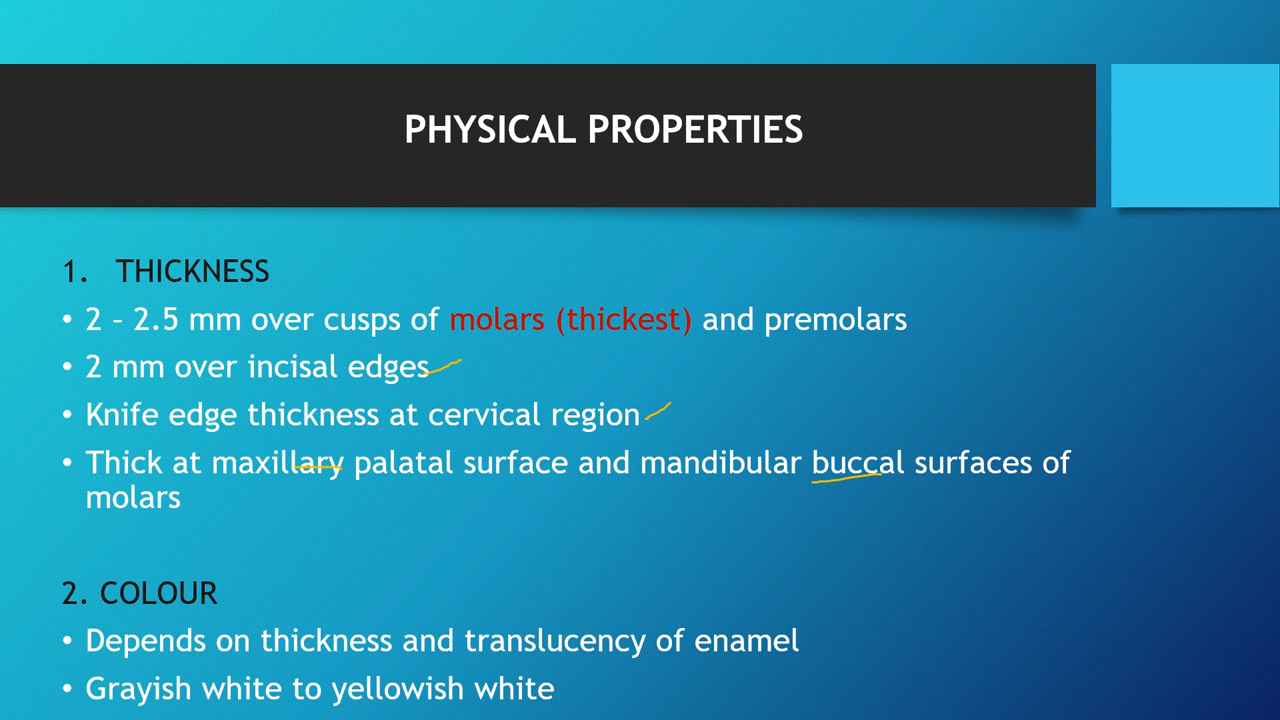 PHYSICAL PROPERTIES
1. THICKNESS
• 2 – 2.5 mm over cusps of molars (thickest) and premolars
• 2 mm over incisal edges
• Knife edge thickness at cervical region
• Thick at maxillary palatal surface and mandibular buccal surfaces of
molars
2. COLOUR
• Depends on thickness and translucency of enamel
• Grayish white to yellowish white